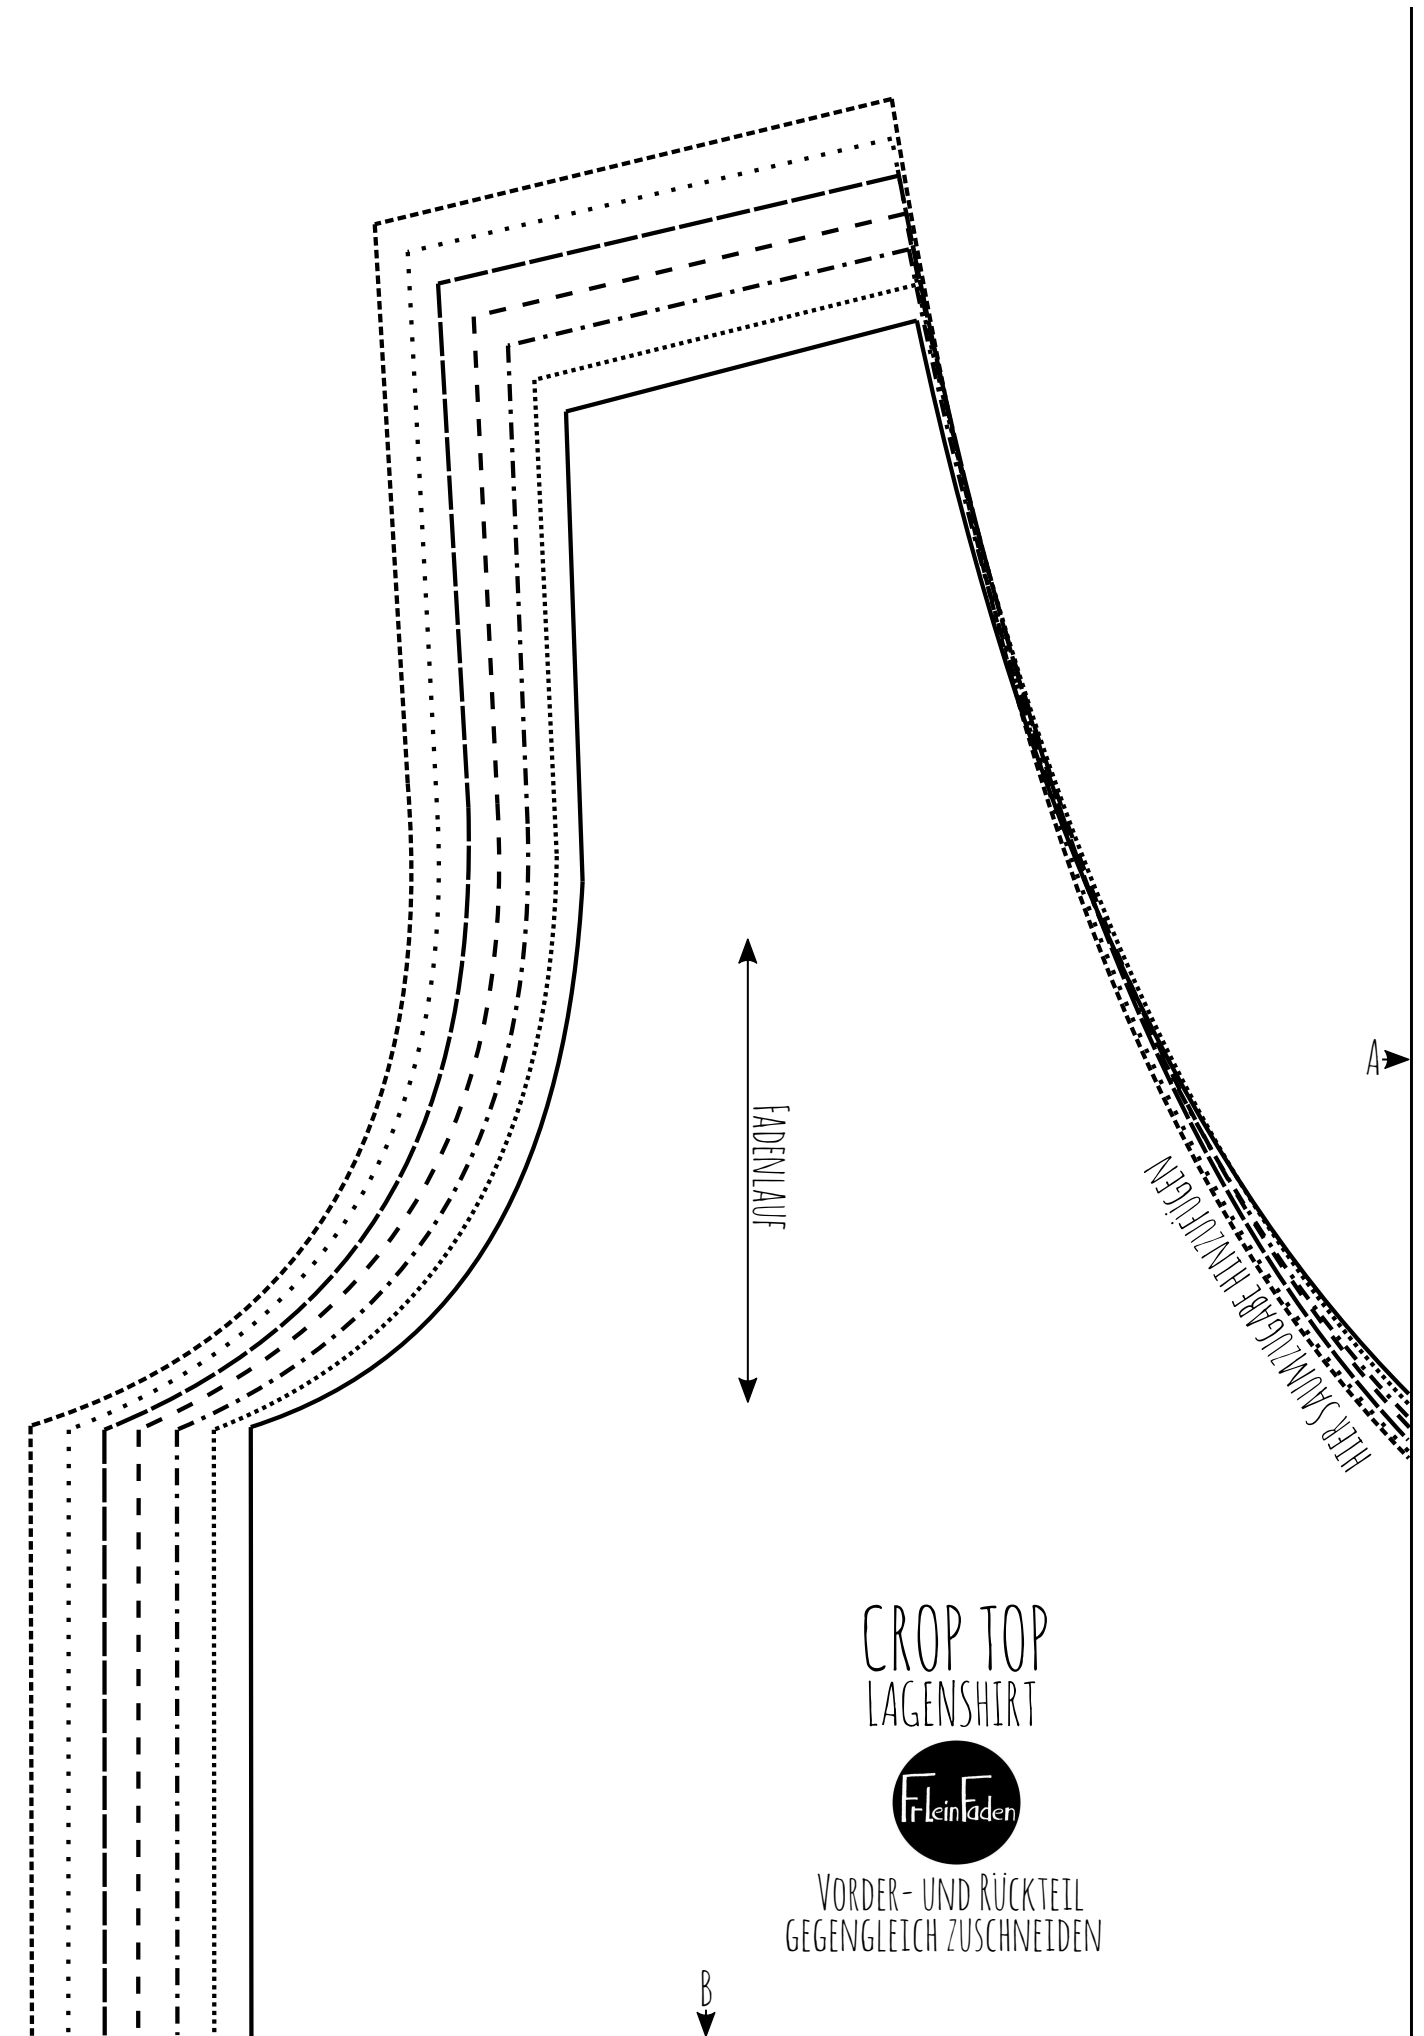 A
FADENLAUF
HIER SAUMZUGABE HINZUFÜGEN
CROP TOP
LAGENSHIRT
FrLeinFaden
VORDER- UND RÜCKTEIL
GEGENGLEICH ZUSCHNEIDEN
B